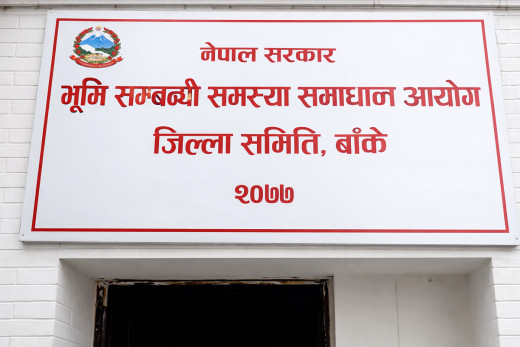 नेपाल सरकार
भूमि सम्बन्धी समस्या समाधान आयोग
जिल्ला समिति, बाँके
२०७७